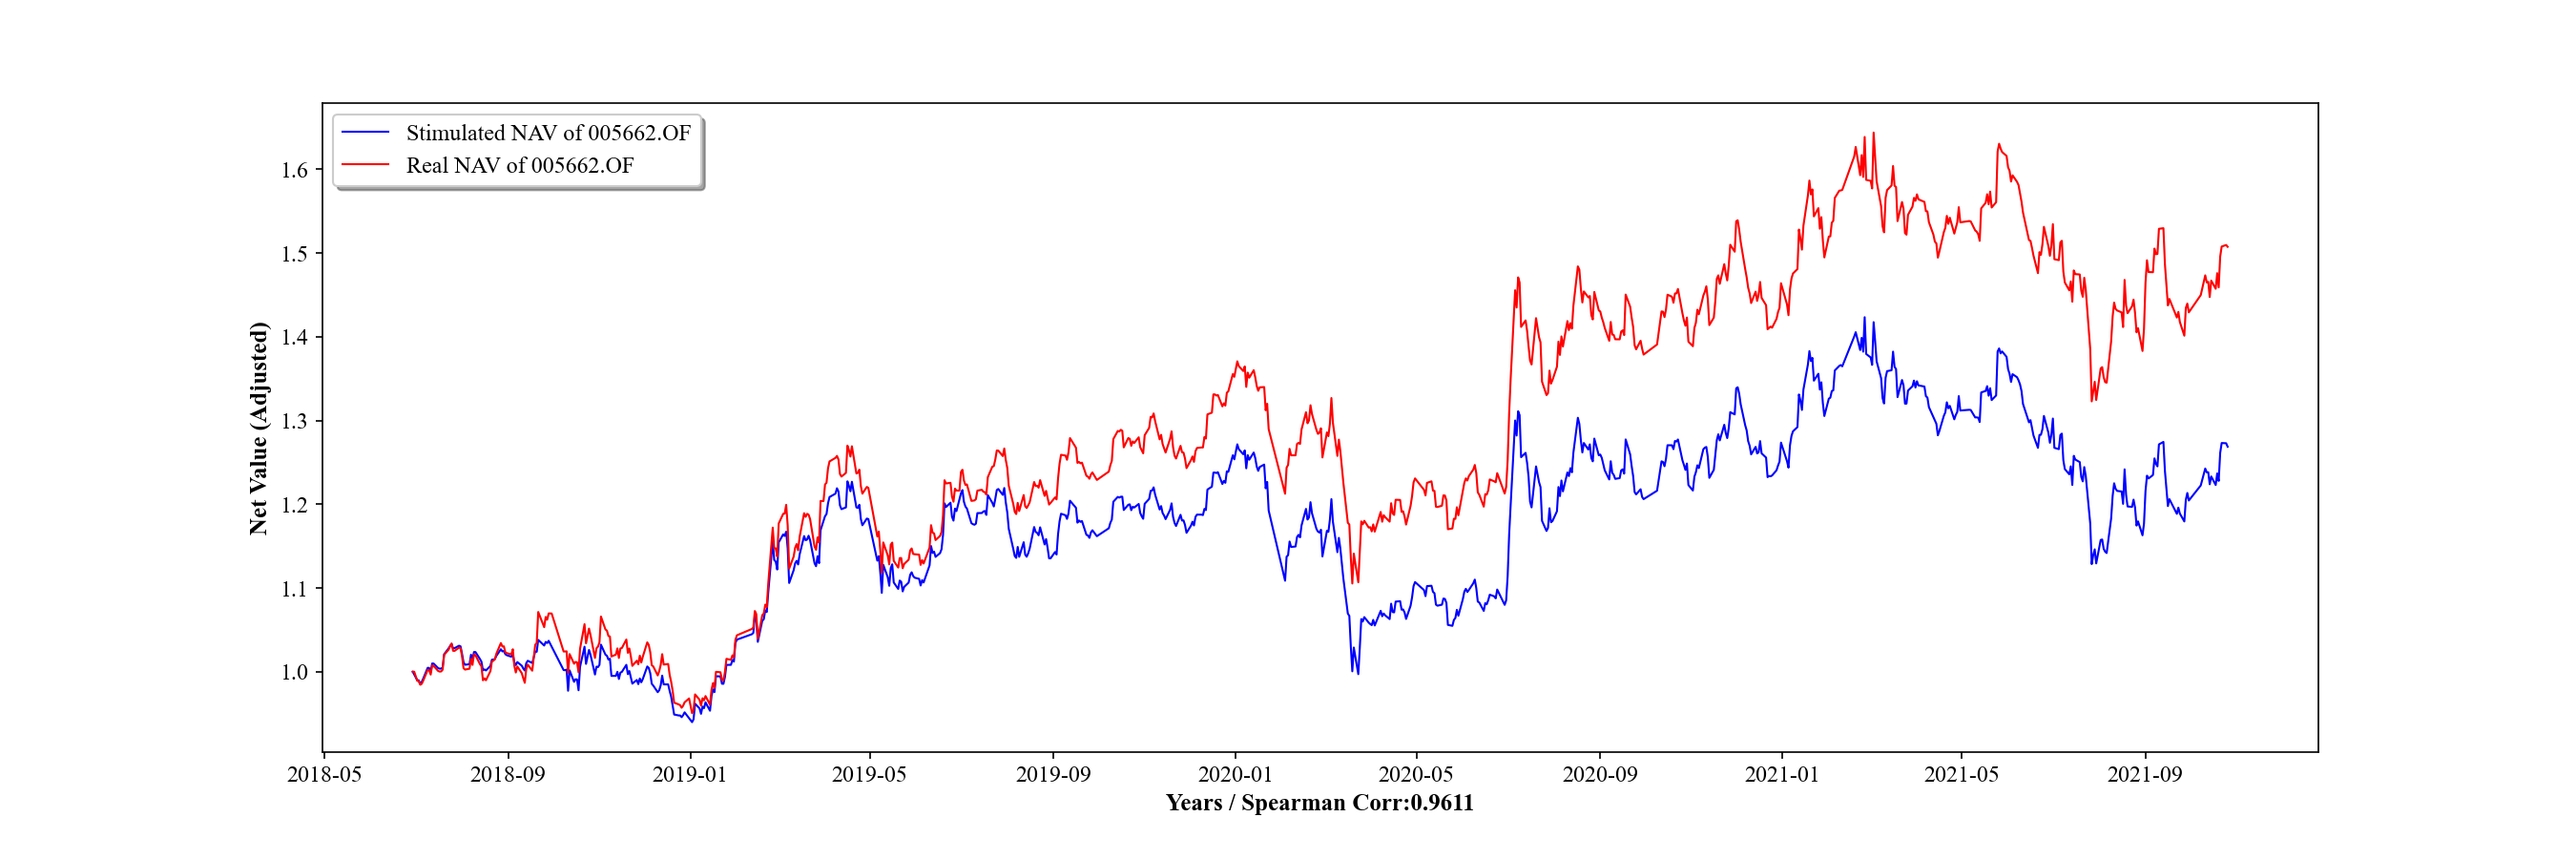 Stimulated NAV of 005662.OF
Real NAV of 005662.OF
Net Value (Adjusted)
1.6
1.5
1.4
1.3
1.2
1.1
1.0
2018-05 2018-09 2019-01 2019-05 2019-09 2020-01 2020-05 2020-09 2021-01 2021-05 2021-09
Years / Spearman Corr:0.9611